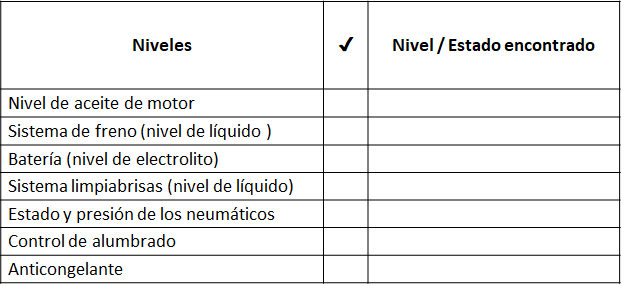 Niveles ✓ Nivel / Estado encontrado
Nivel de aceite de motor
Sistema de freno (nivel de líquido )
Batería (nivel de electrolito)
Sistema limpiabrisas (nivel de líquido)
Estado y presión de los neumáticos
Control de alumbrado
Anticongelante